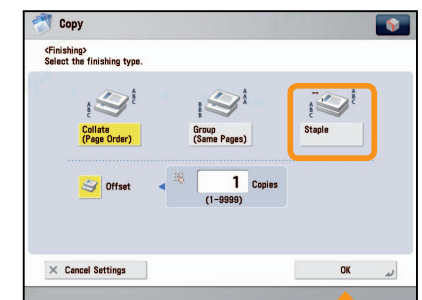 Copy
<Finishing>
Select the finishing type.
A B C
A B C
B B B
A A A
A B C
A B C
Collate
(Page Order)
Group
(Same Pages)
Staple
Offset
1 Copies
(1-9999)
× Cancel Settings
OK